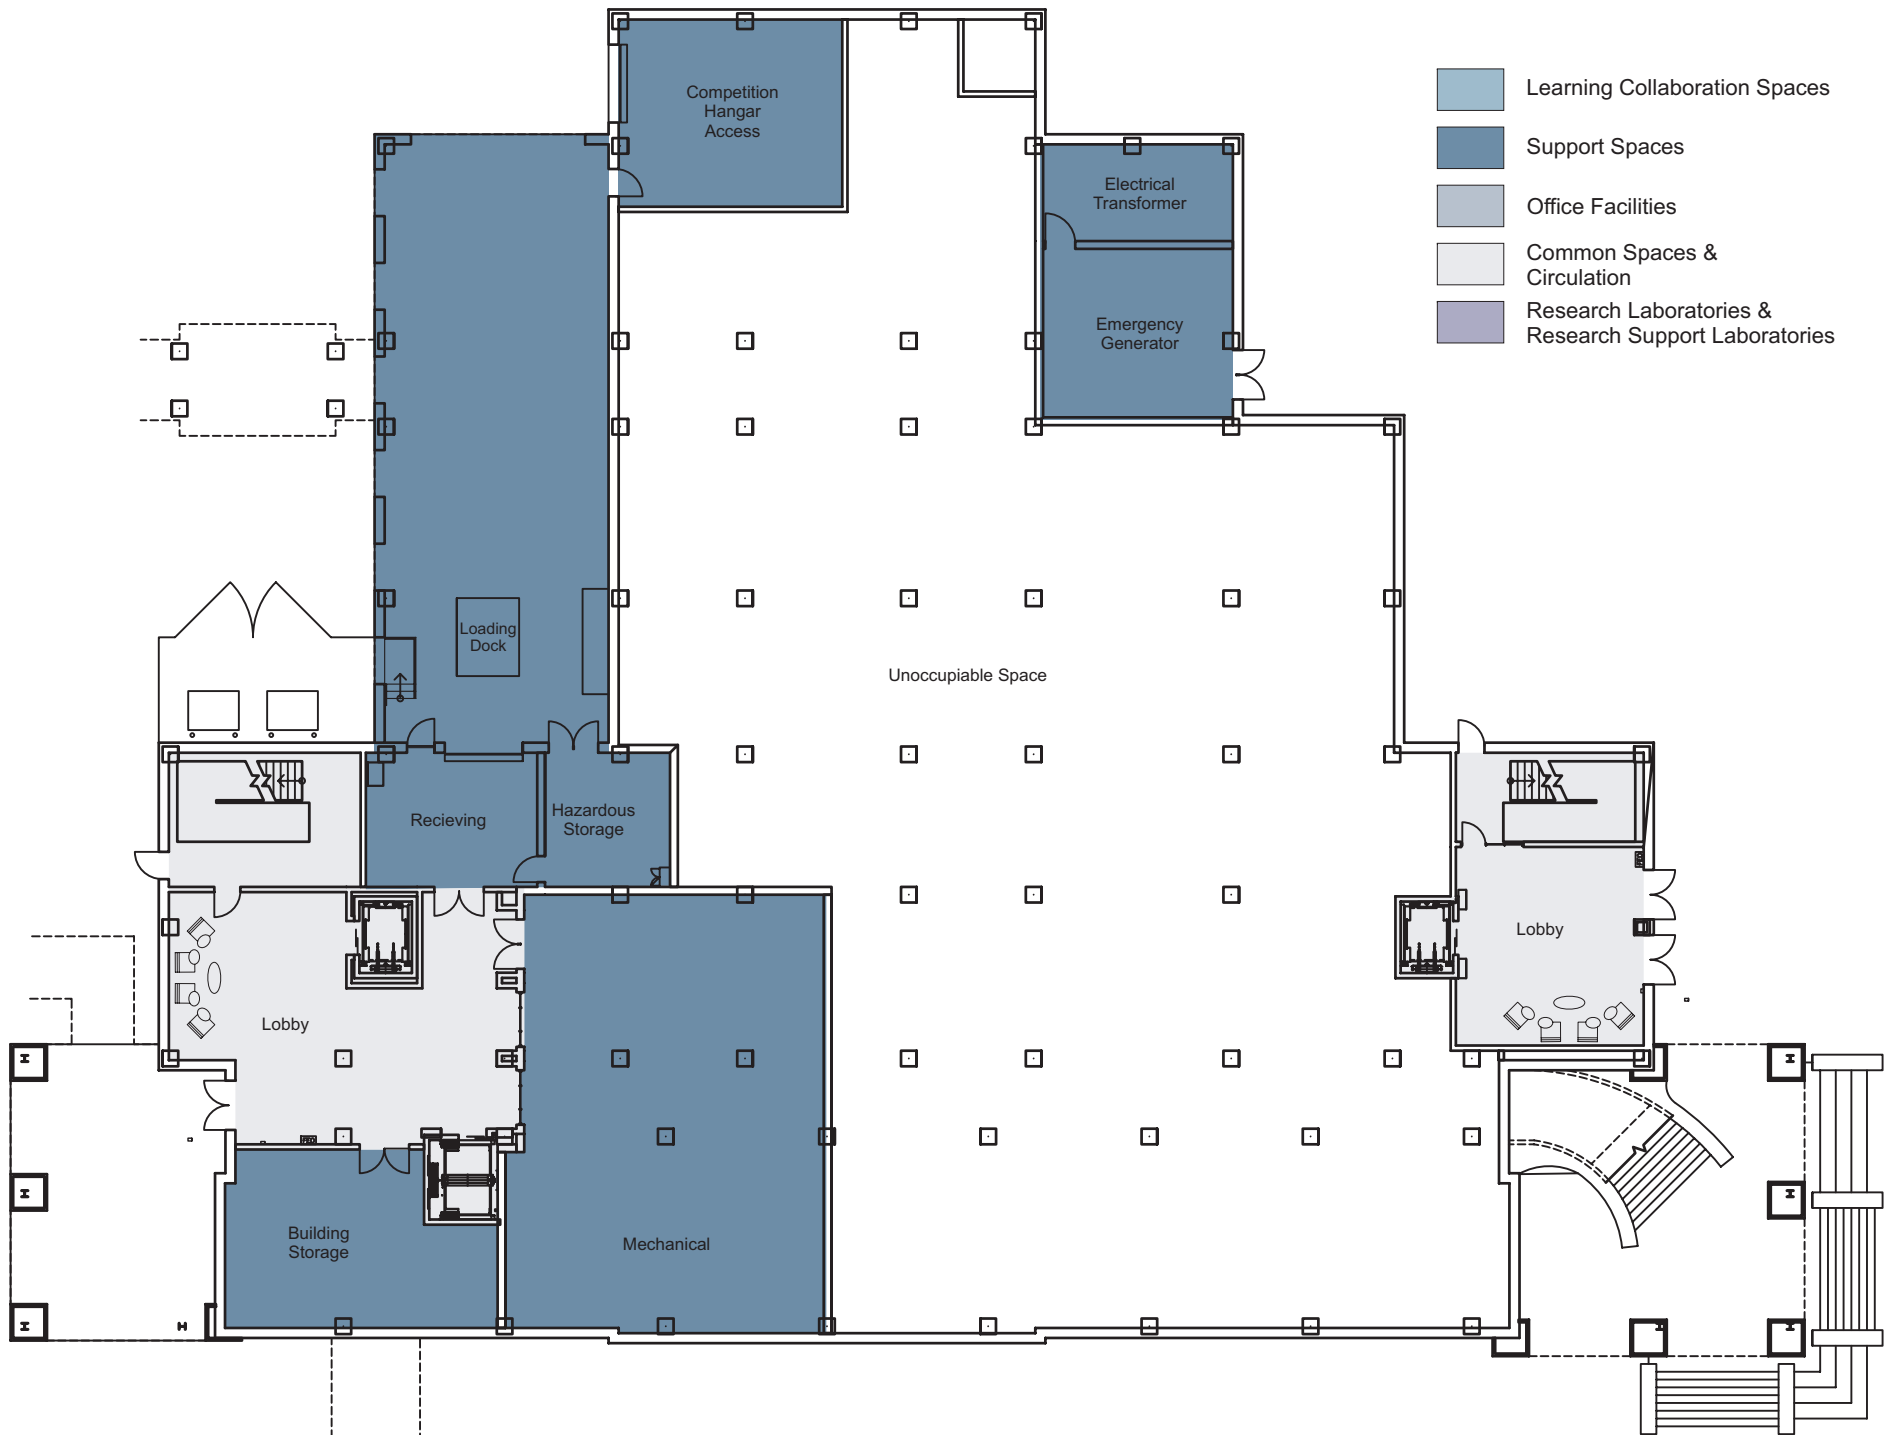 Competition
Hangar
Access
Learning Collaboration Spaces
Support Spaces
Electrical
Transformer
Office Facilities
Common Spaces &
Circulation
Research Laboratories &
Research Support Laboratories
Emergency
Generator
Loading
Dock
Unoccupiable Space
Recieving
Hazardous
Storage
Lobby
Lobby
Building
Storage
Mechanical